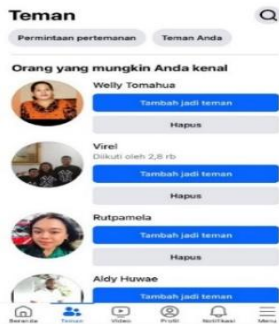 Teman
Permintaan pertemanan
Teman Anda
Orang yang mungkin Anda kenal
Welly Tomahua
Tambah jadi teman
Hapus
Virel
Diikuti oleh 2,8 rb
Tambah jadi teman
Hapus
Rutpamela
Tambah jadi teman
Hapus
Aldy Huwae
Tambah jadi teman
Beranda
Teman
Video
Profil
Notifikasi
Menu